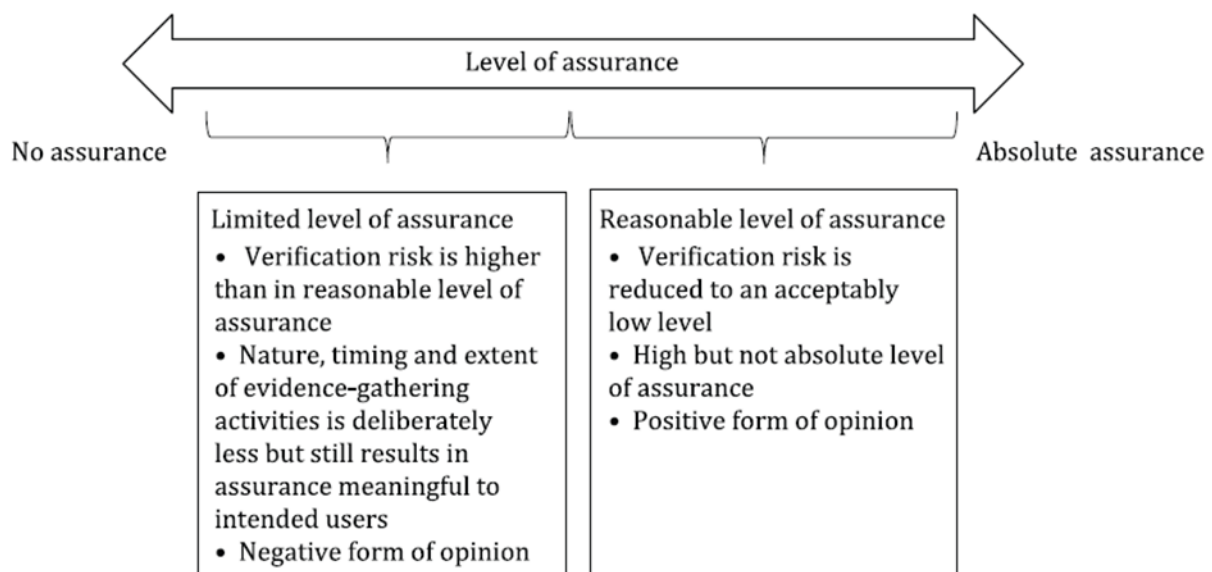 Level of assurance
No assurance
Absolute assurance
Limited level of assurance
• Verification risk is higher
than in reasonable level of
assurance
• Nature, timing and extent
of evidence-gathering
activities is deliberately
less but still results in
assurance meaningful to
intended users
• Negative form of opinion
Reasonable level of assurance
• Verification risk is
reduced to an acceptably
low level
• High but not absolute level
of assurance
• Positive form of opinion